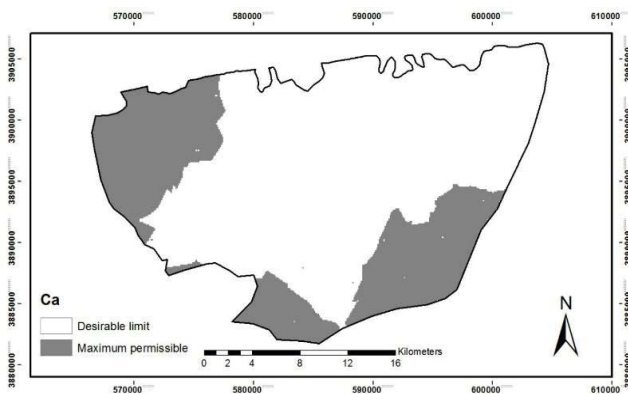 570000 580000 590000 600000 610000
3905000 3905000
3900000 3900000
3895000 3895000
3890000 3890000
3885000 3885000
3880000 3880000
Ca
Desirable limit
Maximum permissible
N
Kilometers
0 1 2 4 8 12 16
570000 580000 590000 600000 610000